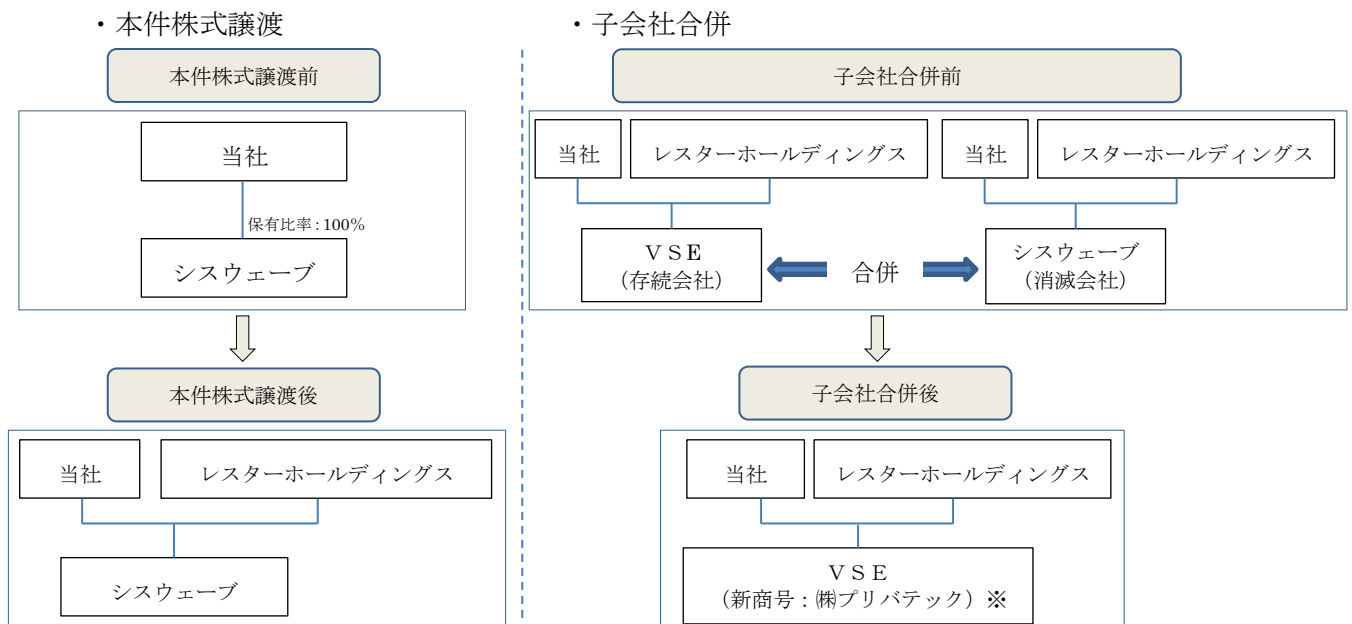 ・本件株式譲渡
本件株式譲渡前
当社
保有比率：100％
シスウェーブ
本件株式譲渡後
当社
レスターホールディングス
シスウェーブ
・子会社合併
子会社合併前
当社
レスターホールディングス
当社
レスターホールディングス
ＶＳＥ
（存続会社）
合併
シスウェーブ
（消滅会社）
子会社合併後
当社
レスターホールディングス
ＶＳＥ
（新商号：㈱プリバテック）※